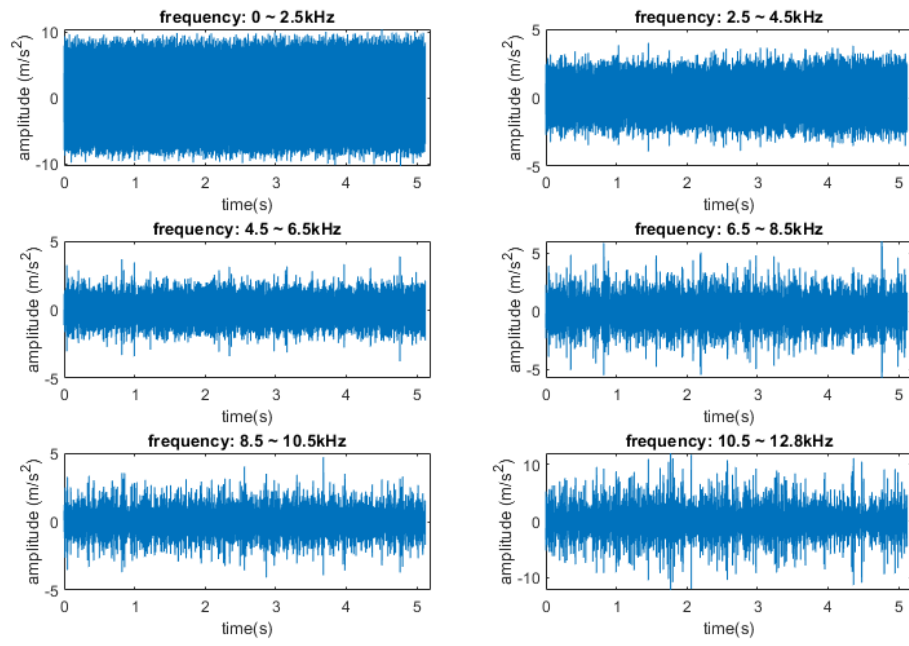 frequency: 0 ~ 2.5kHz
10
0
-10
amplitude (m/s²)
0 1 2 3 4 5
time(s)
frequency: 2.5 ~ 4.5kHz
5
0
-5
amplitude (m/s²)
0 1 2 3 4 5
time(s)
frequency: 4.5 ~ 6.5kHz
5
0
-5
amplitude (m/s²)
0 1 2 3 4 5
time(s)
frequency: 6.5 ~ 8.5kHz
5
0
-5
amplitude (m/s²)
0 1 2 3 4 5
time(s)
frequency: 8.5 ~ 10.5kHz
5
0
-5
amplitude (m/s²)
0 1 2 3 4 5
time(s)
frequency: 10.5 ~ 12.8kHz
10
0
-10
amplitude (m/s²)
0 1 2 3 4 5
time(s)